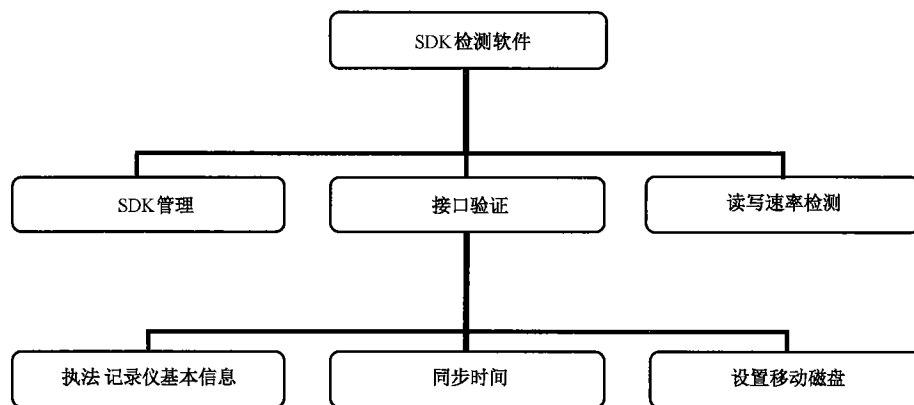 SDK检测软件
SDK管理
接口验证
读写速率检测
执法 记录仪基本信息
同步时间
设置移动磁盘